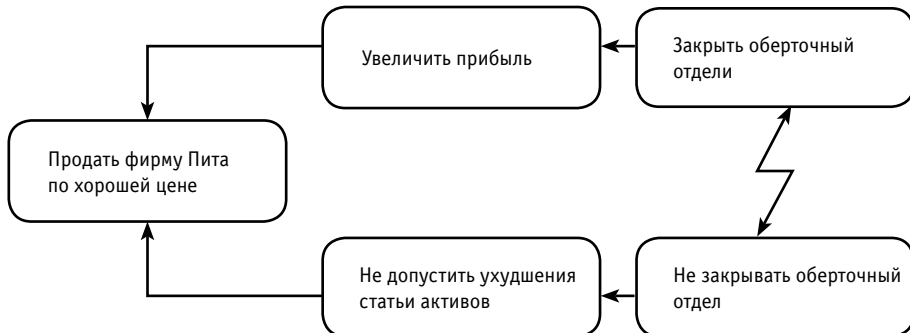 Увеличить прибыль
Закрыть оберточный
отдели
Продать фирму Пита
по хорошей цене
Не допустить ухудшения
статьи активов
Не закрывать оберточный
отдел